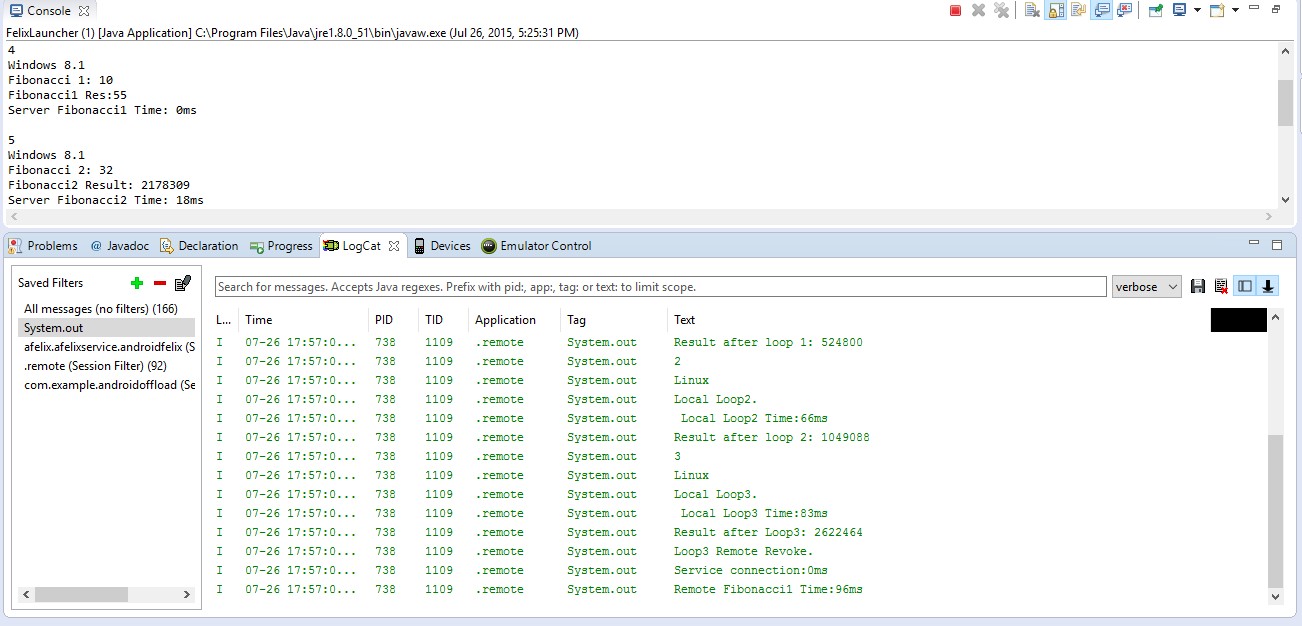 Console
FelixLauncher (1) [Java Application] C:\Program Files\Java\jre1.8.0_51\bin\javaw.exe (Jul 26, 2015, 5:25:31 PM)
4
Windows 8.1
Fibonacci 1: 10
Fibonacci1 Res:55
Server Fibonacci1 Time: 0ms
5
Windows 8.1
Fibonacci 2: 32
Fibonacci2 Result: 2178309
Server Fibonacci2 Time: 18ms
Problems @ Javadoc Declaration Progress LogCat Devices Emulator Control
Saved Filters
All messages (no filters) (166)
System.out
afelix.afelixservice.androidfelix (S
.remote (Session Filter) (92)
com.example.androidoffload (Se
Search for messages. Accepts Java regexes. Prefix with pid:, app:, tag: or text: to limit scope.
verbose
L... Time PID TID Application Tag Text
I 07-26 17:57:0... 738 1109 .remote System.out Result after loop 1: 524800
I 07-26 17:57:0... 738 1109 .remote System.out 2
I 07-26 17:57:0... 738 1109 .remote System.out Linux
I 07-26 17:57:0... 738 1109 .remote System.out Local Loop2.
I 07-26 17:57:0... 738 1109 .remote System.out Local Loop2 Time:66ms
I 07-26 17:57:0... 738 1109 .remote System.out Result after loop 2: 1049088
I 07-26 17:57:0... 738 1109 .remote System.out 3
I 07-26 17:57:0... 738 1109 .remote System.out Linux
I 07-26 17:57:0... 738 1109 .remote System.out Local Loop3.
I 07-26 17:57:0... 738 1109 .remote System.out Local Loop3 Time:83ms
I 07-26 17:57:0... 738 1109 .remote System.out Result after Loop3: 2622464
I 07-26 17:57:0... 738 1109 .remote System.out Loop3 Remote Revoke.
I 07-26 17:57:0... 738 1109 .remote System.out Service connection:0ms
I 07-26 17:57:0... 738 1109 .remote System.out Remote Fibonacci1 Time:96ms